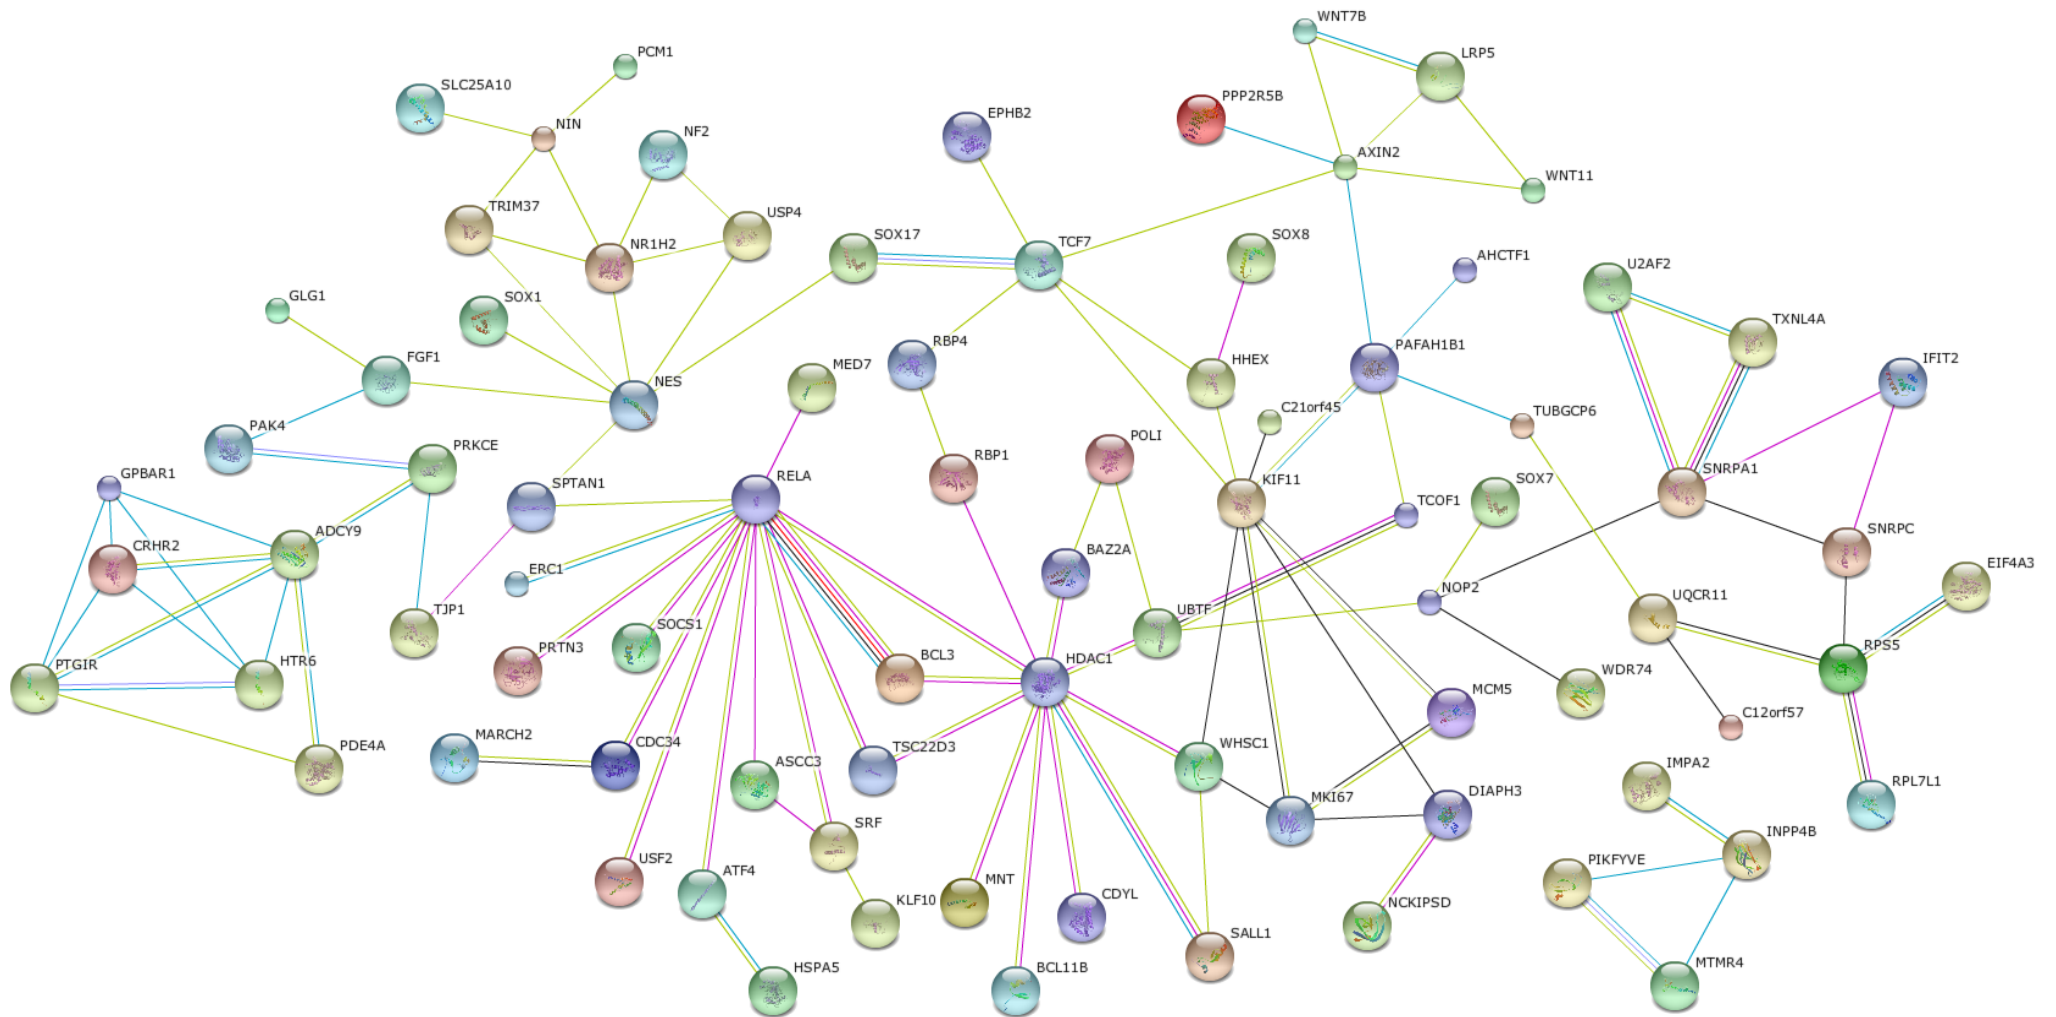 WNT7B
PCM1
LRP5
SLC25A10
PPP2R5B
EPHB2
NIN
NF2
AXIN2
WNT11
TRIM37
USP4
NR1H2
SOX17
TCF7
SOX8
AHCTF1
U2AF2
GLG1
SOX1
TXNL4A
RBP4
PAFAH1B1
FGF1
HHEX
IFIT2
MED7
NES
C21orf45
TUBGCP6
PAK4
PRKCE
POLI
GPBAR1
RBP1
RELA
KIF11
SNRPA1
SOX7
SPTAN1
TCOF1
ADCY9
SNRPC
CRHR2
BAZ2A
EIF4A3
ERC1
NOP2
TJP1
UBTF
UQCR11
SOCS1
PRTN3
RPS5
BCL3
HDAC1
PTGIR
HTR6
WDR74
MCM5
C12orf57
MARCH2
CDC34
TSC22D3
WHSC1
PDE4A
ASCC3
IMPA2
MKI67
DIAPH3
RPL7L1
SRF
INPP4B
USF2
ATF4
PIKFYVE
MNT
CDYL
KLF10
NCKIPSD
SALL1
HSPA5
BCL11B
MTMR4